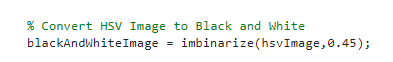 % Convert HSV Image to Black and White
blackAndWhiteImage = imbinarize(hsvImage,0.45);